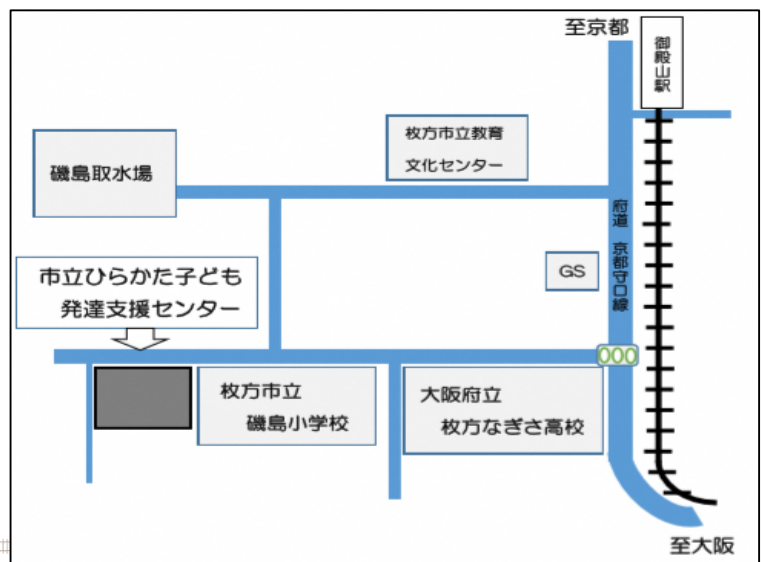 至京都
御殿山駅
枚方市立教育
文化センター
磯島取水場
府道 京都守口線
GS
市立ひらかた子ども
発達支援センター
枚方市立
磯島小学校
大阪府立
枚方なぎさ高校
至大阪